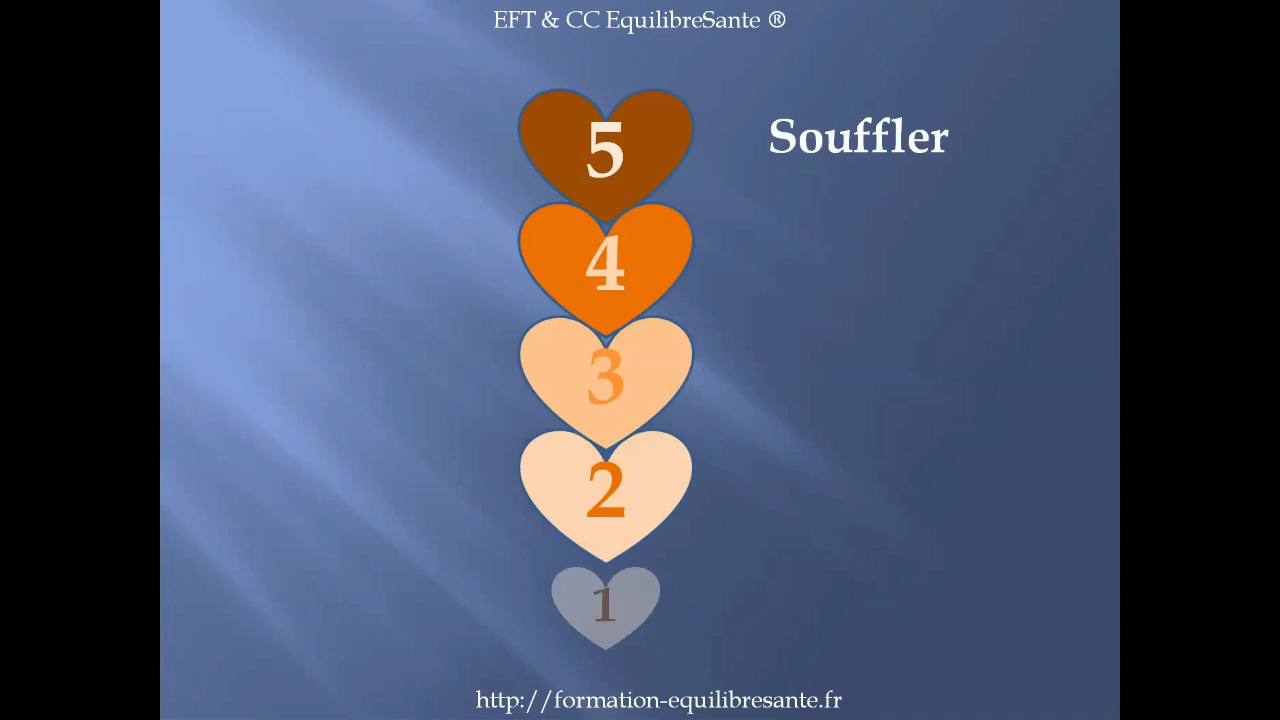 EFT & CC EquilibreSante ®
5
Souffler
4
3
2
1
http://formation-equilibresante.fr